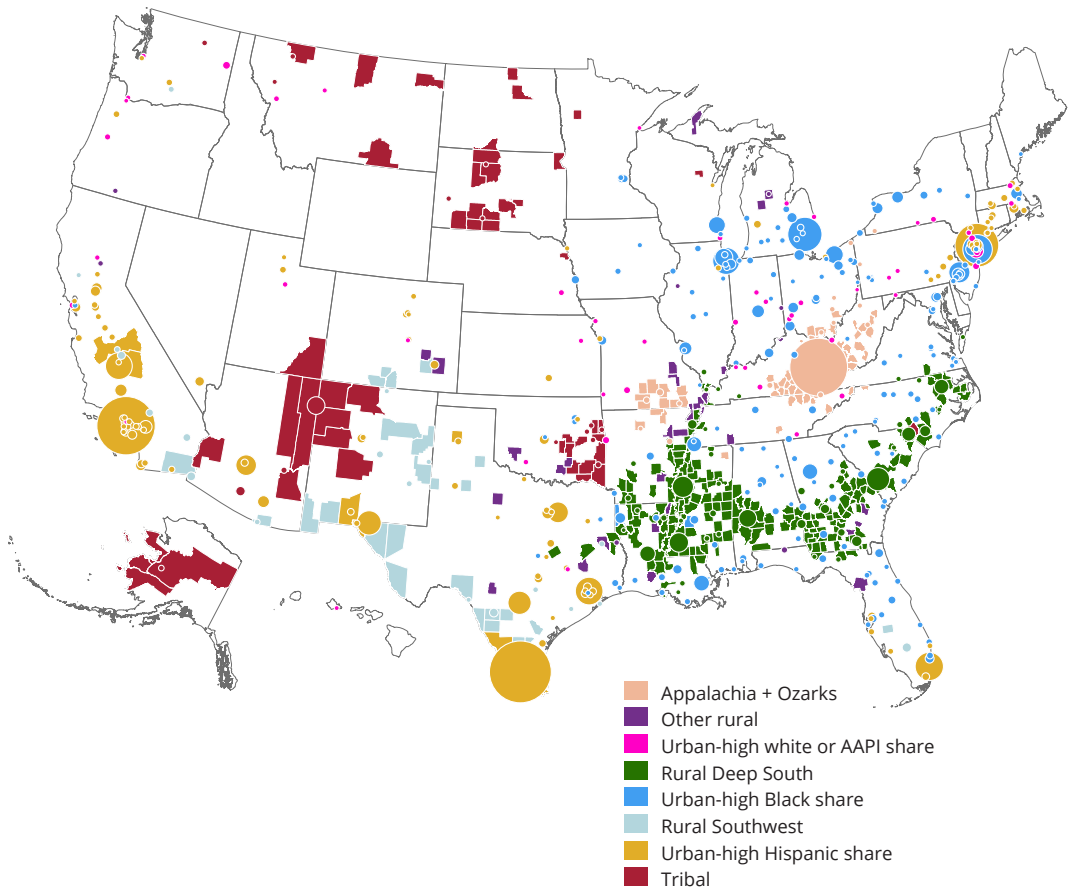 Appalachia + Ozarks
Other rural
Urban-high white or AAPI share
Rural Deep South
Urban-high Black share
Rural Southwest
Urban-high Hispanic share
Tribal